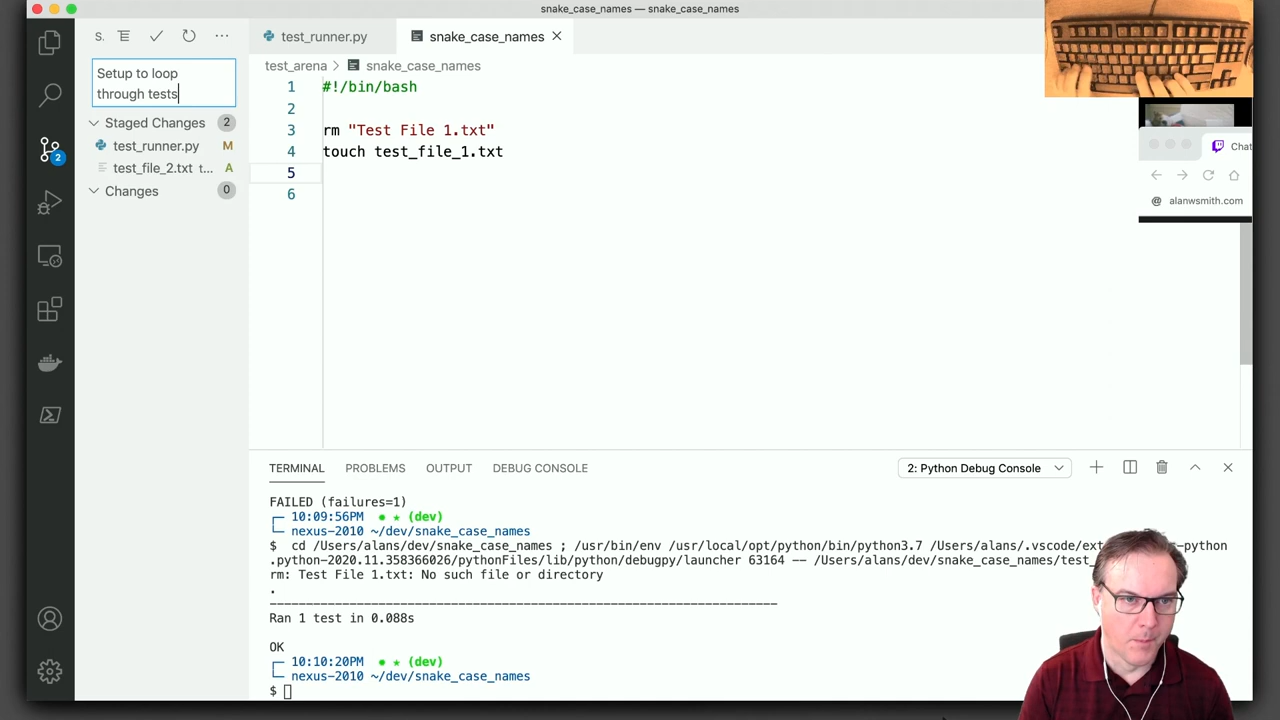 snake_case_names — snake_case_names
S.
test_runner.py
snake_case_names
Setup to loop
through tests
test_arena > snake_case_names
Staged Changes 2
test_runner.py M
test_file_2.txt t... A
Changes 0
2
1 #!/bin/bash
2
3 rm "Test File 1.txt"
4 touch test_file_1.txt
5
6
Chat
alanwsmith.com
TERMINAL PROBLEMS OUTPUT DEBUG CONSOLE 2: Python Debug Console
FAILED (failures=1)
10:09:56PM ● ★ (dev)
nexus-2010 ~/dev/snake_case_names
$ cd /Users/alans/dev/snake_case_names ; /usr/bin/env /usr/local/opt/python/bin/python3.7 /Users/alans/.vscode/ext -python
.python-2020.11.358366026/pythonFiles/lib/python/debugpy/launcher 63164 -- /Users/alans/dev/snake_case_names/test_
rm: Test File 1.txt: No such file or directory
.
----------------------------------------------------------------------
Ran 1 test in 0.088s
OK
10:10:20PM ● ★ (dev)
nexus-2010 ~/dev/snake_case_names
$